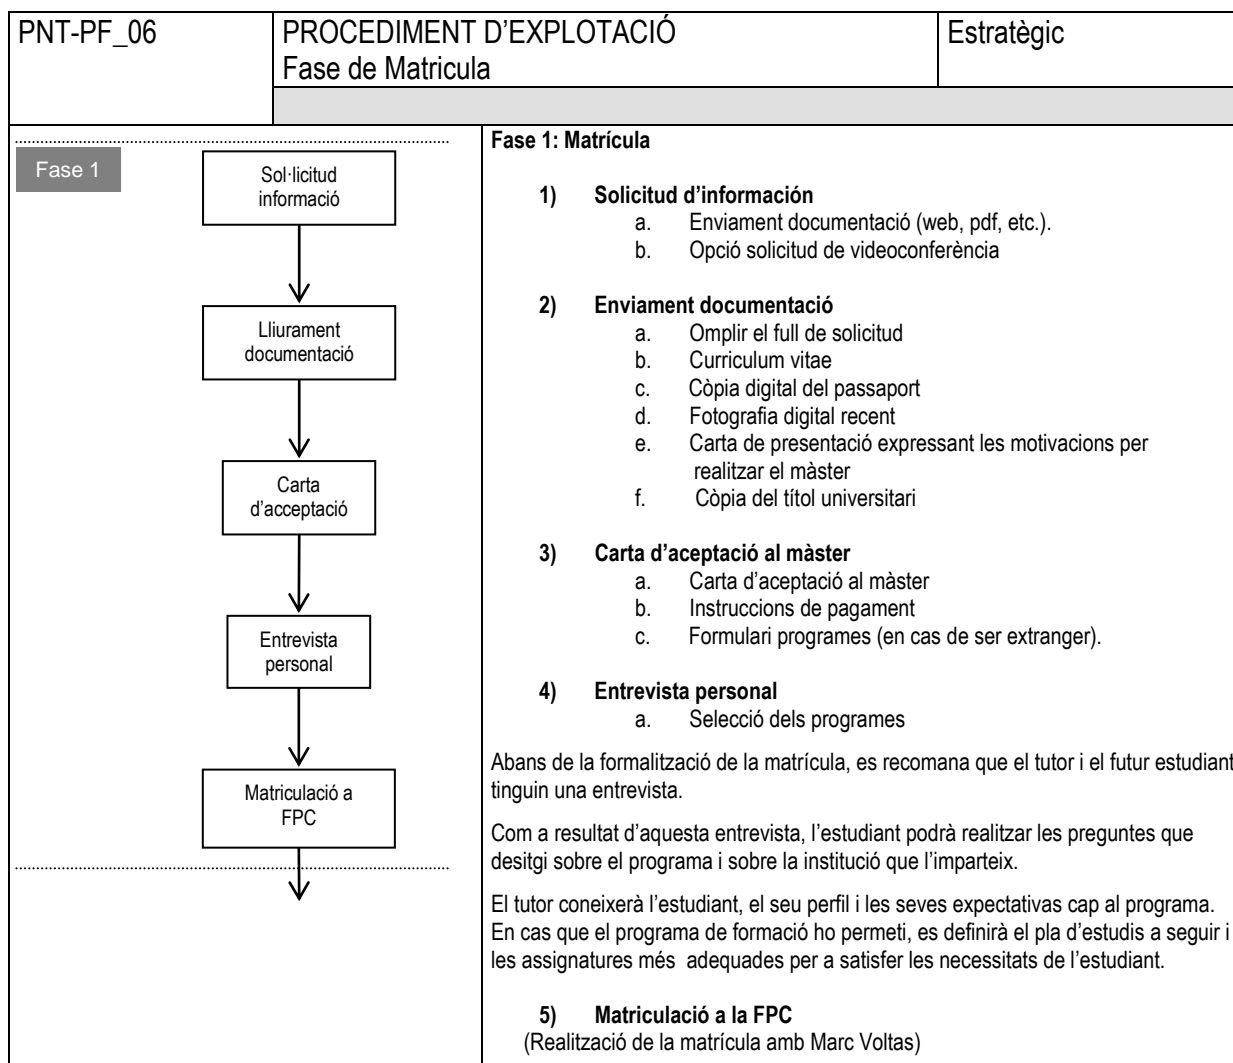 PNT-PF_06
PROCEDIMENT D’EXPLOTACIÓ
Fase de Matricula
Estratègic
Fase 1
Sol·licitud
informació
Lliurament
documentació
Carta
d’acceptació
Entrevista
personal
Matriculació a
FPC
Fase 1: Matrícula
1) Solicitud d’información
a. Enviament documentació (web, pdf, etc.).
b. Opció solicitud de videoconferència
2) Enviament documentació
a. Omplir el full de solicitud
b. Curriculum vitae
c. Còpia digital del passaport
d. Fotografia digital recent
e. Carta de presentació expressant les motivacions per
realitzar el màster
f. Còpia del títol universitari
3) Carta d’aceptació al màster
a. Carta d’aceptació al màster
b. Instruccions de pagament
c. Formulari programes (en cas de ser extranger).
4) Entrevista personal
a. Selecció dels programes
Abans de la formalització de la matrícula, es recomana que el tutor i el futur estudiant
tinguin una entrevista.
Com a resultat d’aquesta entrevista, l’estudiant podrà realitzar les preguntes que
desitgi sobre el programa i sobre la institució que l’imparteix.
El tutor coneixerà l’estudiant, el seu perfil i les seves expectativas cap al programa.
En cas que el programa de formació ho permeti, es definirà el pla d’estudis a seguir i
les assignatures més adequades per a satisfer les necessitats de l’estudiant.
5) Matriculació a la FPC
(Realització de la matrícula amb Marc Voltas)